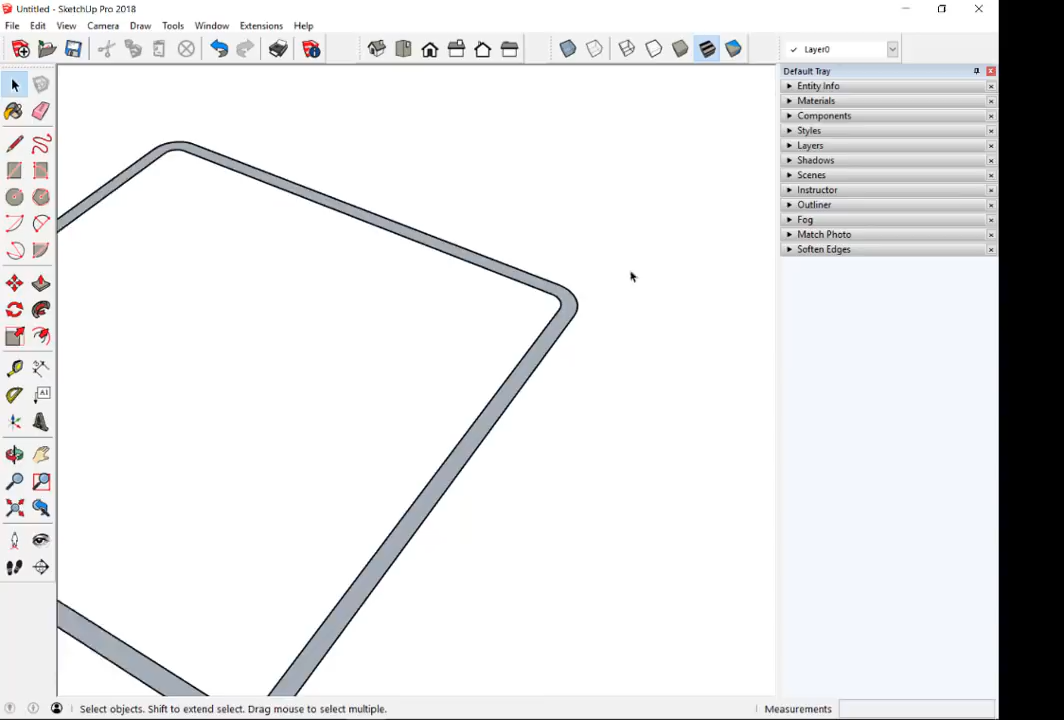 Untitled - SketchUp Pro 2018
File Edit View Camera Draw Tools Window Extensions Help
Layer0
Default Tray
Entity Info
Materials
Components
Styles
Layers
Shadows
Scenes
Instructor
Outliner
Fog
Match Photo
Soften Edges
A1
Select objects. Shift to extend select. Drag mouse to select multiple.
Measurements